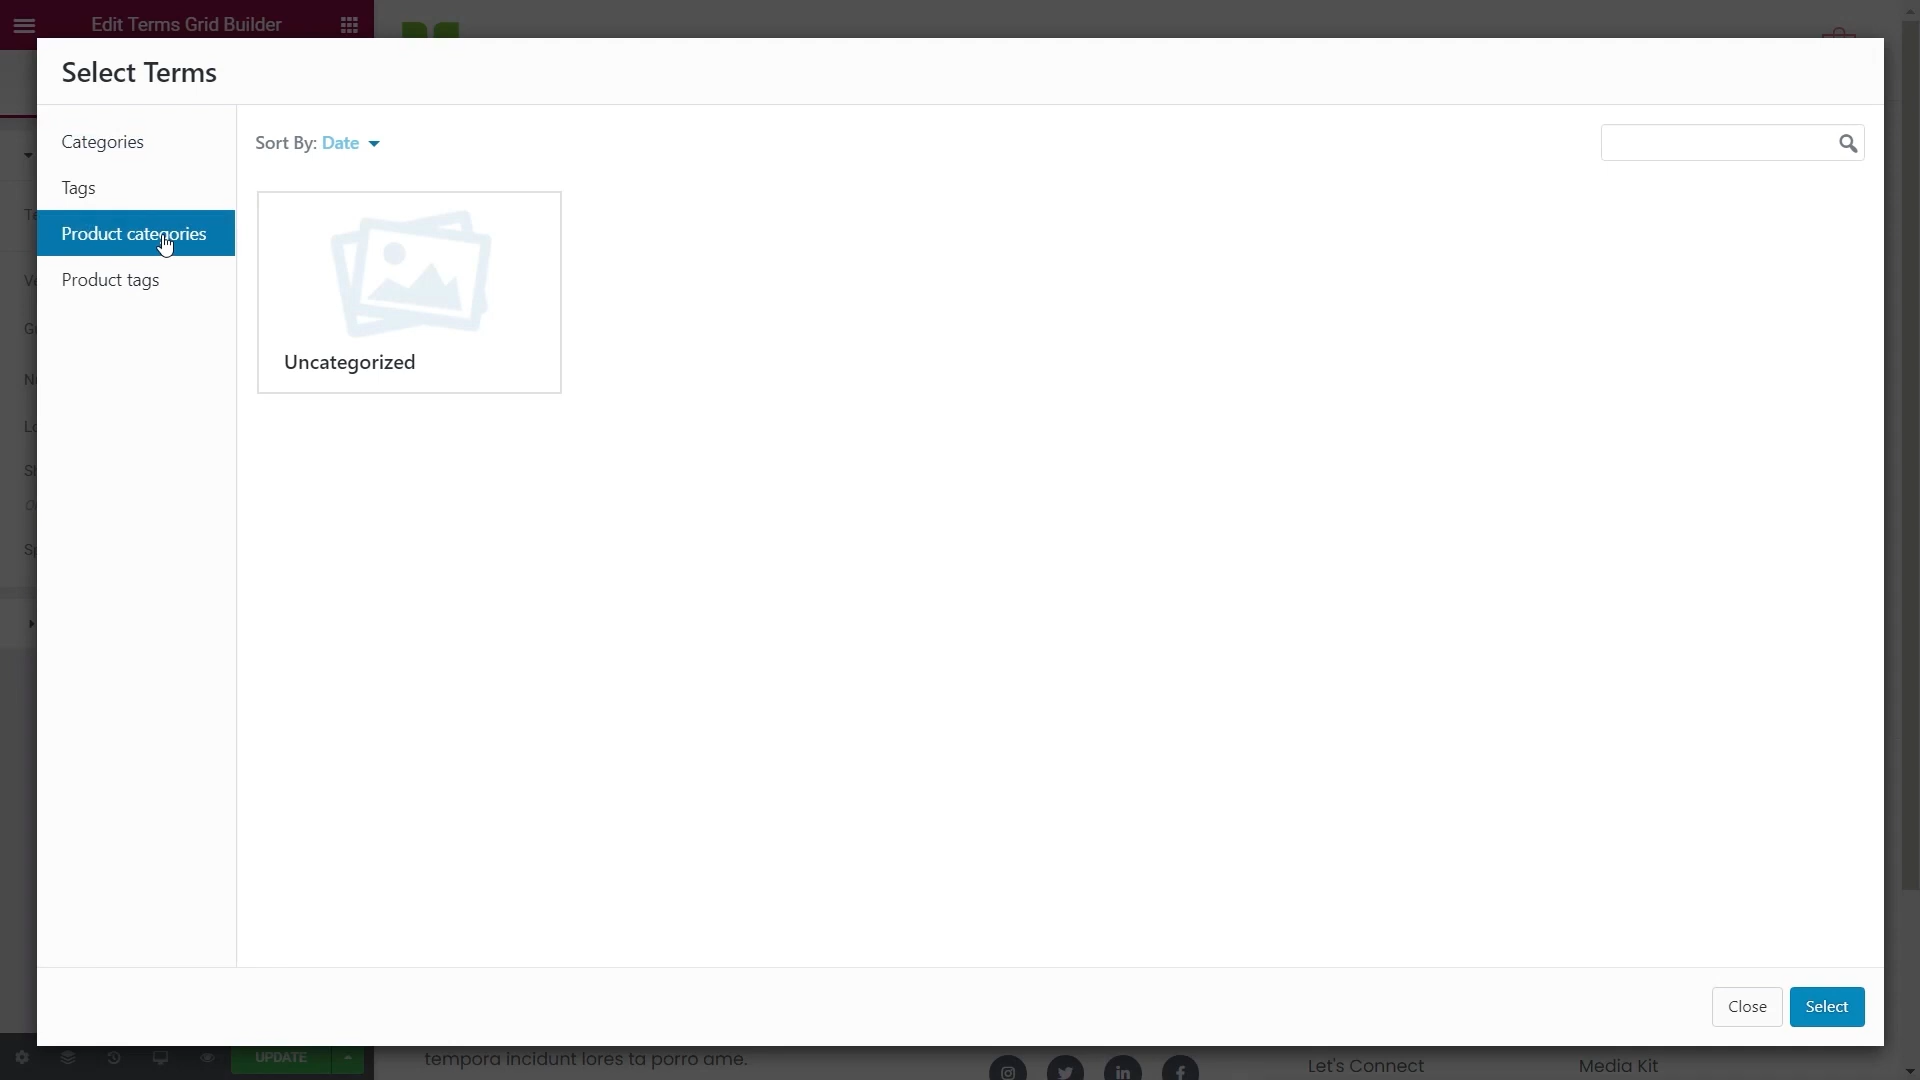 Edit Terms Grid Builder
Select Terms
Categories
Tags
Product categories
Product tags
Sort By: Date
Uncategorized
Close
Select
UPDATE
tempora incidunt lores ta porro ame.
Let's Connect
Media Kit